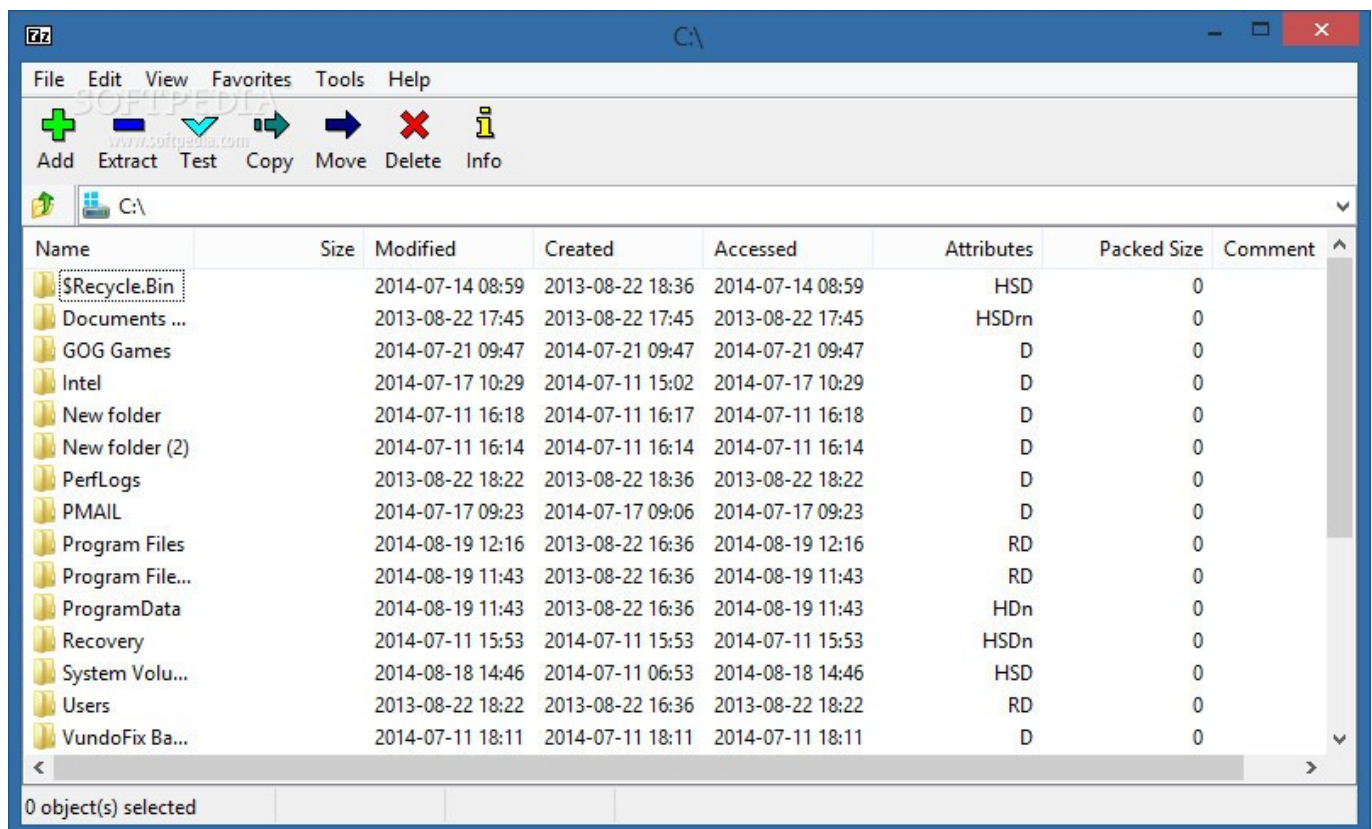 7z C:\
File Edit View Favorites Tools Help
SOFTPEDIA
www.softpedia.com
Add Extract Test Copy Move Delete Info
C:\
Name Size Modified Created Accessed Attributes Packed Size Comment
$Recycle.Bin 2014-07-14 08:59 2013-08-22 18:36 2014-07-14 08:59 HSD 0
Documents ... 2013-08-22 17:45 2013-08-22 17:45 2013-08-22 17:45 HSDrn 0
GOG Games 2014-07-21 09:47 2014-07-21 09:47 2014-07-21 09:47 D 0
Intel 2014-07-17 10:29 2014-07-11 15:02 2014-07-17 10:29 D 0
New folder 2014-07-11 16:18 2014-07-11 16:17 2014-07-11 16:18 D 0
New folder (2) 2014-07-11 16:14 2014-07-11 16:14 2014-07-11 16:14 D 0
PerfLogs 2013-08-22 18:22 2013-08-22 18:36 2013-08-22 18:22 D 0
PMAIL 2014-07-17 09:23 2014-07-17 09:06 2014-07-17 09:23 D 0
Program Files 2014-08-19 12:16 2013-08-22 16:36 2014-08-19 12:16 RD 0
Program File... 2014-08-19 11:43 2013-08-22 16:36 2014-08-19 11:43 RD 0
ProgramData 2014-08-19 11:43 2013-08-22 16:36 2014-08-19 11:43 HDn 0
Recovery 2014-07-11 15:53 2014-07-11 15:53 2014-07-11 15:53 HSDn 0
System Volu... 2014-08-18 14:46 2014-07-11 06:53 2014-08-18 14:46 HSD 0
Users 2013-08-22 18:22 2013-08-22 16:36 2013-08-22 18:22 RD 0
VundoFix Ba... 2014-07-11 18:11 2014-07-11 18:11 2014-07-11 18:11 D 0
0 object(s) selected